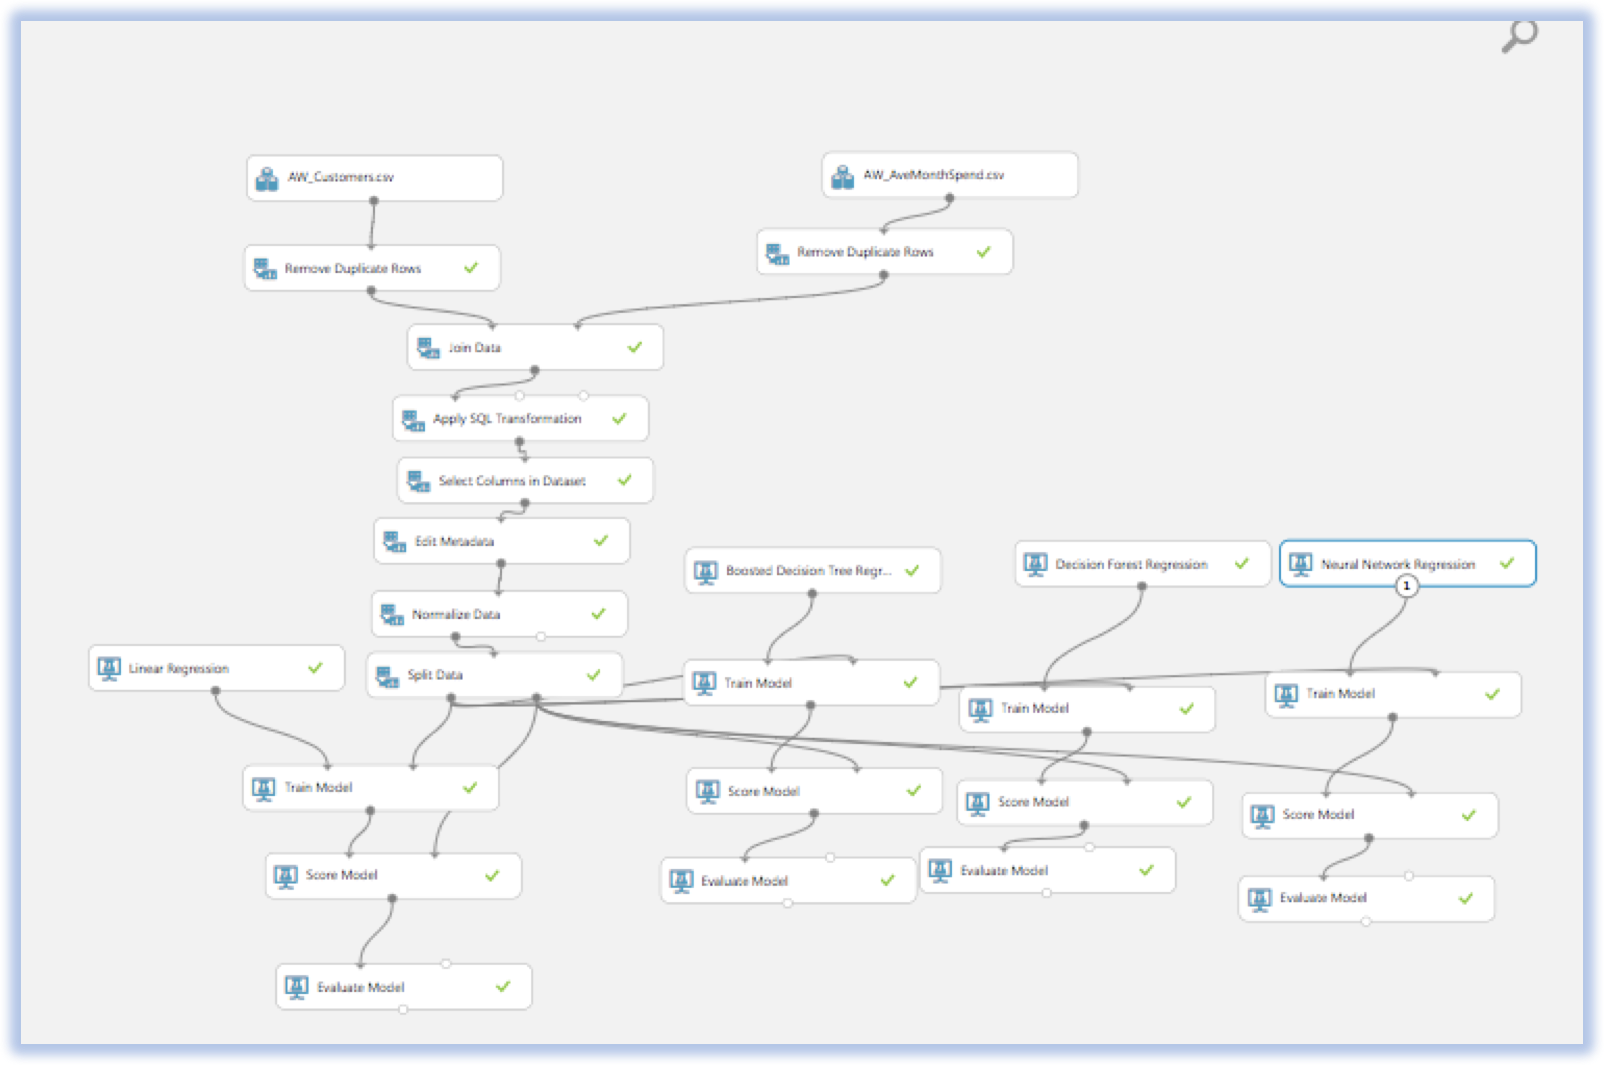 AW_Customers.csv
AW_AveMonthSpend.csv
Remove Duplicate Rows
Remove Duplicate Rows
Join Data
Apply SQL Transformation
Select Columns in Dataset
Edit Metadata
Boosted Decision Tree Regr...
Decision Forest Regression
Neural Network Regression
1
Normalize Data
Linear Regression
Split Data
Train Model
Train Model
Train Model
Train Model
Score Model
Score Model
Score Model
Score Model
Evaluate Model
Evaluate Model
Evaluate Model
Evaluate Model